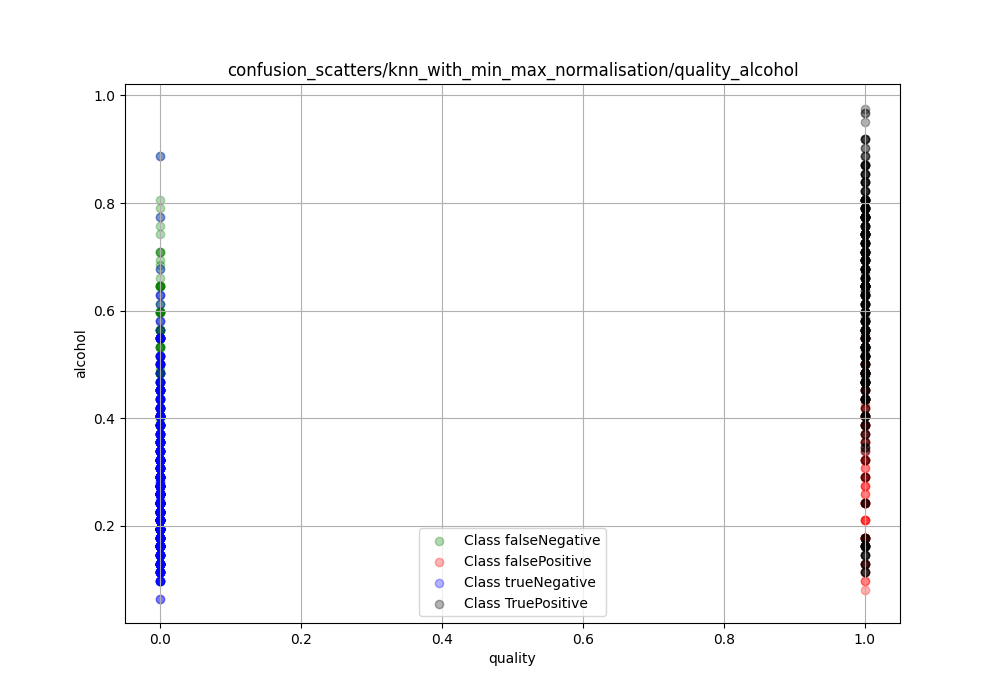 confusion_scatters/knn_with_min_max_normalisation/quality_alcohol
1.0
0.8
0.6
0.4
0.2
alcohol
Class falseNegative
Class falsePositive
Class trueNegative
Class TruePositive
0.0 0.2 0.4 0.6 0.8 1.0
quality